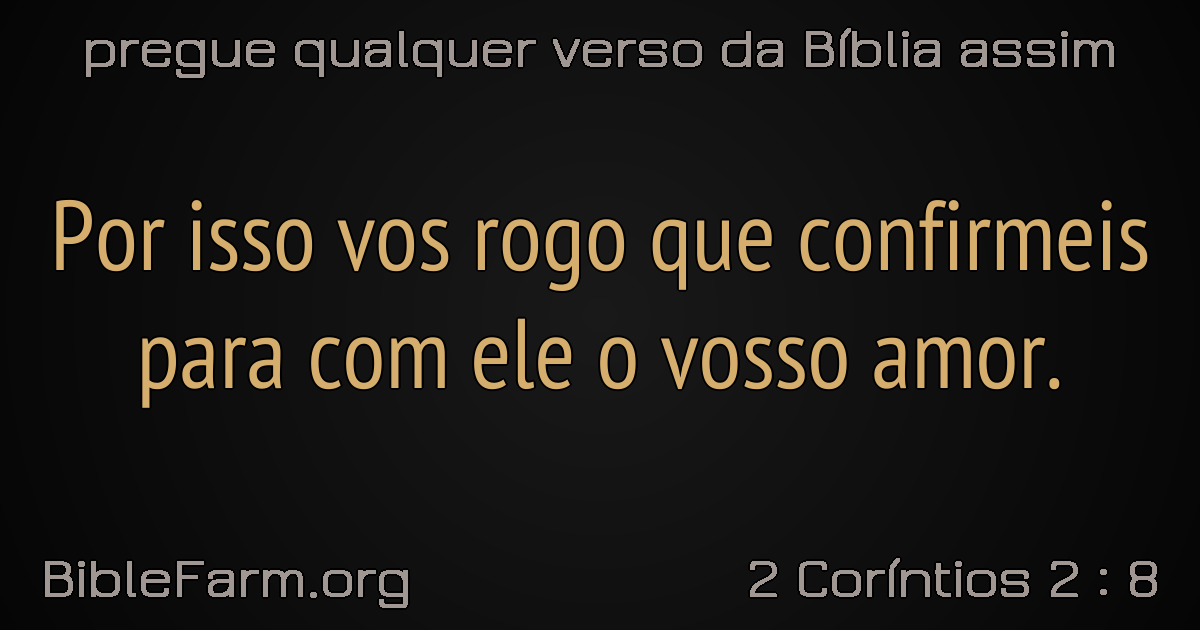 pregue qualquer verso da Bíblia assim
Por isso vos rogo que confirmeis
para com ele o vosso amor.
BibleFarm.org
2 Coríntios 2 : 8